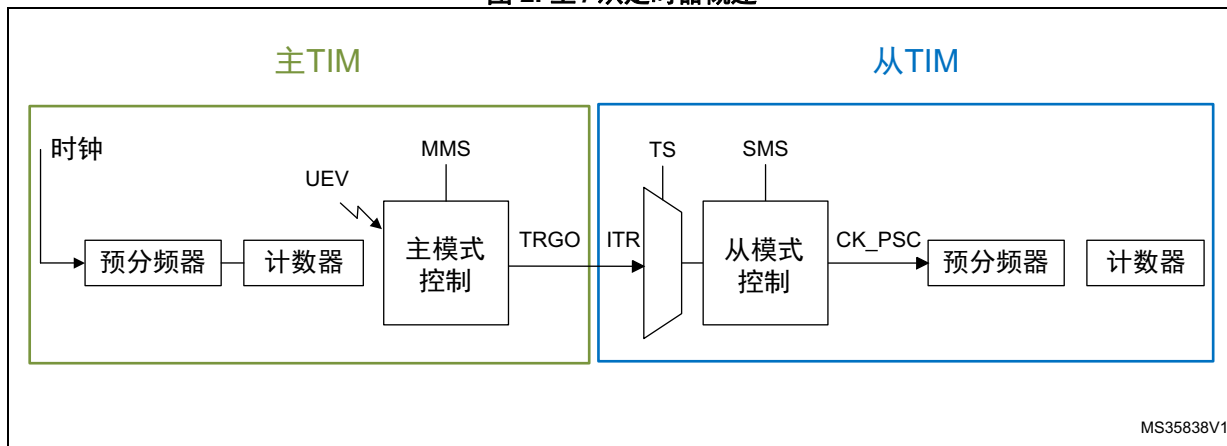 主TIM
从TIM
时钟
MMS
TS
SMS
UEV
预分频器
计数器
主模式
控制
TRGO
ITR
从模式
控制
CK_PSC
预分频器
计数器
MS35838V1